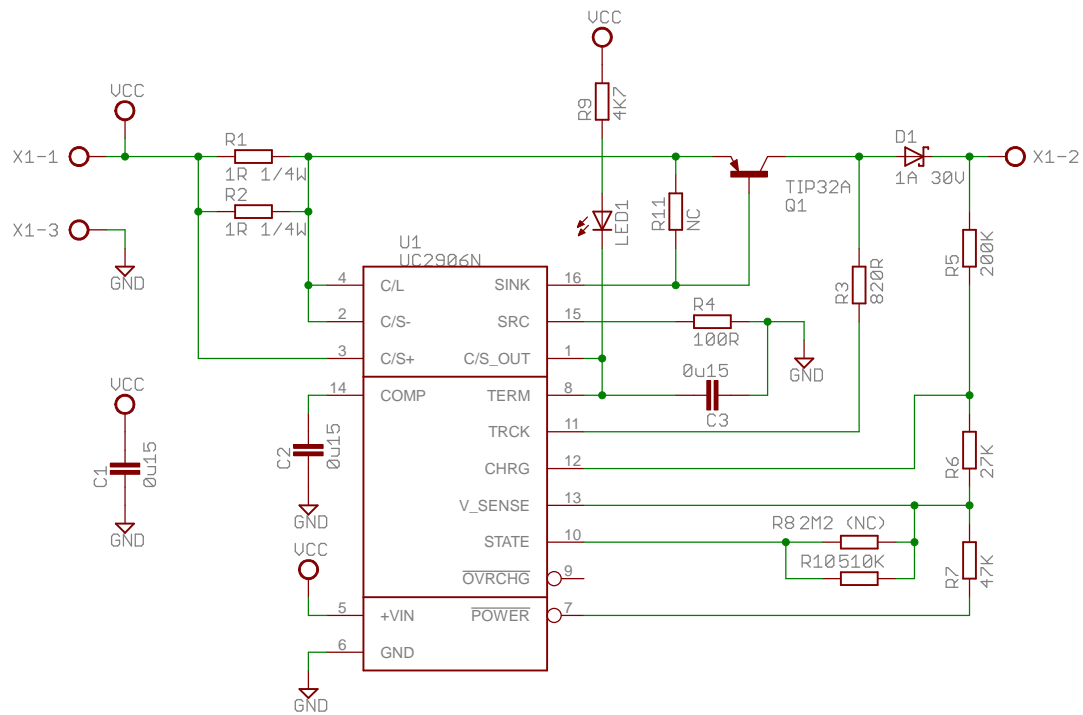 VCC
VCC
R9
4K7
X1-1
R1
1R 1/4W
R2
1R 1/4W
D1
1A 30V
X1-2
TIP32A
Q1
LED1
R11
NC
X1-3
GND
U1
UC2906N
R5
200K
R3
820R
4 C/L SINK 16
2 C/S- SRC 15
3 C/S+ C/S_OUT 1
14 COMP TERM 8
TRCK 11
CHRG 12
V_SENSE 13
STATE 10
OVRCHG 9
5 +VIN POWER 7
6 GND
R4
100R
GND
0u15
C3
VCC
C1
0u15
GND
C2
0u15
GND
VCC
GND
R6
27K
R8 2M2 (NC)
R10 510K
R7
47K